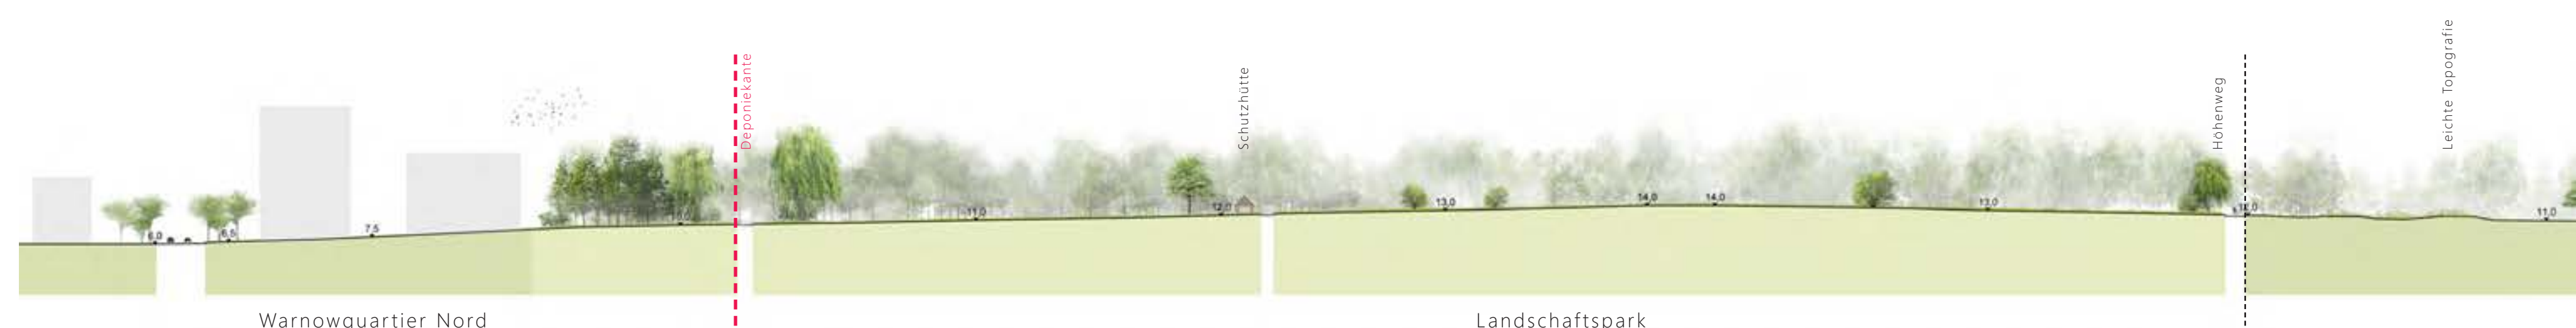 Deponiekante
Schutzhütte
Höhenweg
Leichte Topografie
6,0
6,5
7,5
11,0
12,0
13,0
14,0
14,0
13,0
11,0
Warnowquartier Nord
Landschaftspark